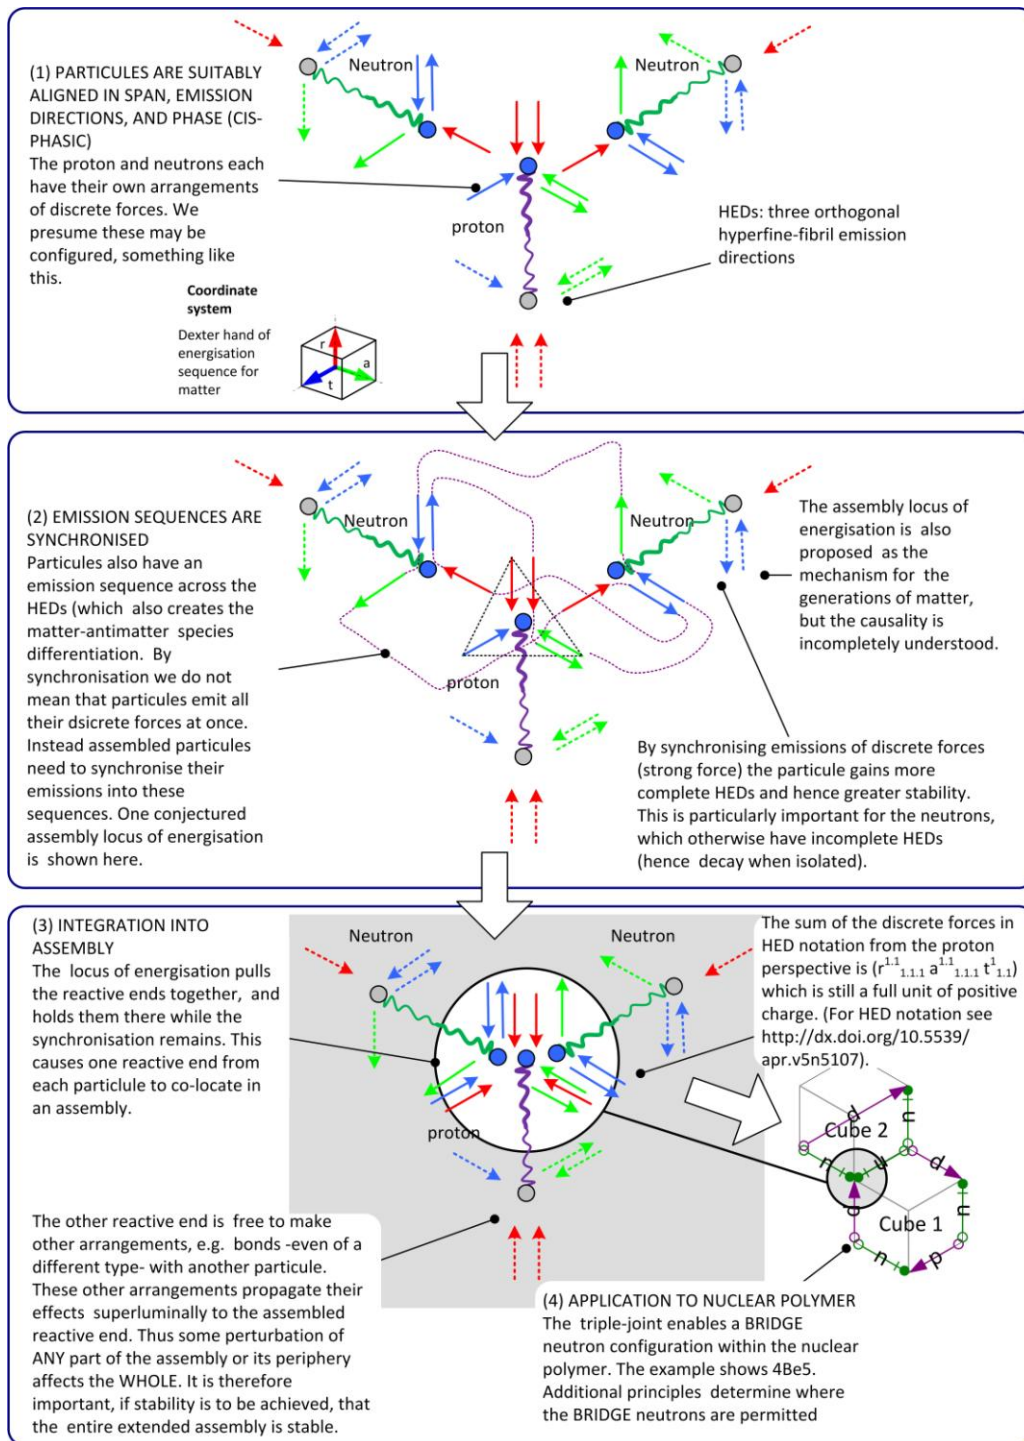 (1) PARTICULES ARE SUITABLY
ALIGNED IN SPAN, EMISSION
DIRECTIONS, AND PHASE (CIS-
PHASIC)
The proton and neutrons each
have their own arrangements
of discrete forces. We
presume these may be
configured, something like
this.
Neutron
Neutron
proton
HEDs: three orthogonal
hyperfine-fibril emission
directions
Coordinate
system
Dexter hand of
energisation
sequence for
matter
r
a
t
(2) EMISSION SEQUENCES ARE
SYNCHRONISED
Particules also have an
emission sequence across the
HEDs (which also creates the
matter-antimatter species
differentiation. By
synchronisation we do not
mean that particules emit all
their dsicrete forces at once.
Instead assembled particules
need to synchronise their
emissions into these
sequences. One conjectured
assembly locus of energisation
is shown here.
Neutron
Neutron
proton
The assembly locus of
energisation is also
proposed as the
mechanism for the
generations of matter,
but the causality is
incompletely understood.
By synchronising emissions of discrete forces
(strong force) the particule gains more
complete HEDs and hence greater stability.
This is particularly important for the neutrons,
which otherwise have incomplete HEDs
(hence decay when isolated).
(3) INTEGRATION INTO
ASSEMBLY
The locus of energisation pulls
the reactive ends together, and
holds them there while the
synchronisation remains. This
causes one reactive end from
each particlule to co-locate in
an assembly.
Neutron
Neutron
proton
The sum of the discrete forces in
HED notation from the proton
perspective is (r^1.1_1.1.1 a^1.1_1.1.1 t^1_1.1)
which is still a full unit of positive
charge. (For HED notation see
http://dx.doi.org/10.5539/
apr.v5n5107).
p
n
Cube 2
n
n
p
p
n
Cube 1
n
p
The other reactive end is free to make
other arrangements, e.g. bonds -even of a
different type- with another particule.
These other arrangements propagate their
effects superluminally to the assembled
reactive end. Thus some perturbation of
ANY part of the assembly or its periphery
affects the WHOLE. It is therefore
important, if stability is to be achieved, that
the entire extended assembly is stable.
(4) APPLICATION TO NUCLEAR POLYMER
The triple-joint enables a BRIDGE
neutron configuration within the nuclear
polymer. The example shows 4Be5.
Additional principles determine where
the BRIDGE neutrons are permitted